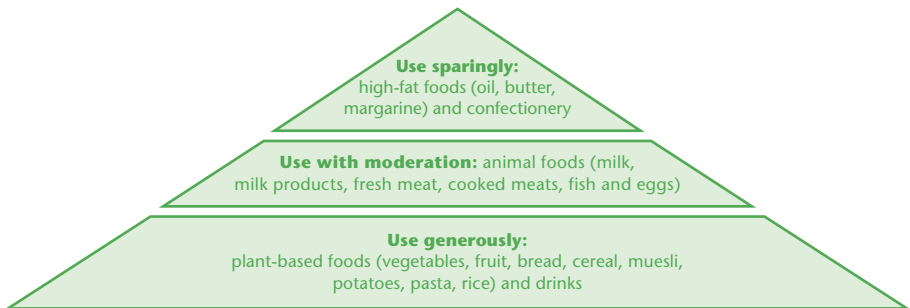 Use sparingly:
high-fat foods (oil, butter,
margarine) and confectionery
Use with moderation: animal foods (milk,
milk products, fresh meat, cooked meats, fish and eggs)
Use generously:
plant-based foods (vegetables, fruit, bread, cereal, muesli,
potatoes, pasta, rice) and drinks